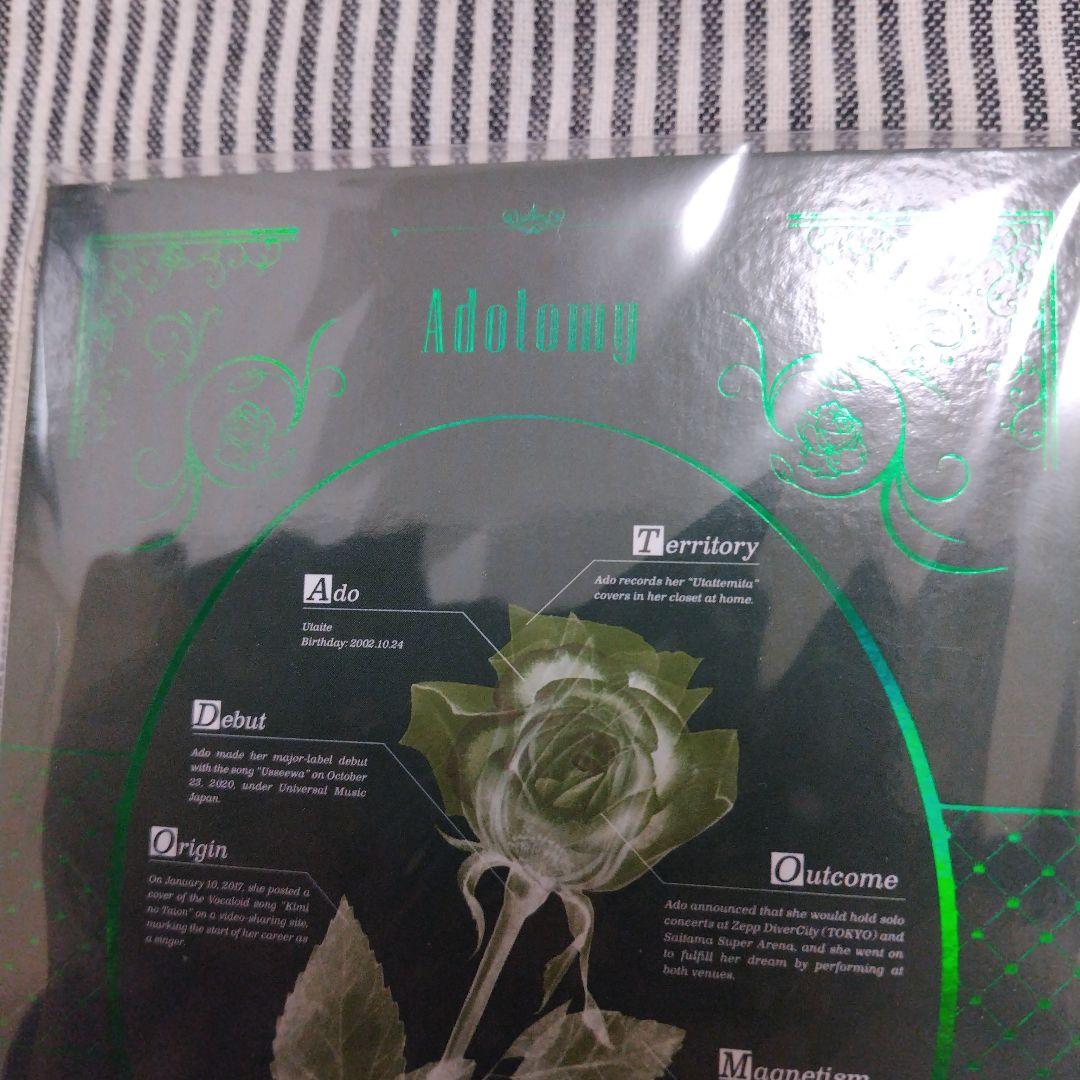 Adotomy
Territory
Ado records her "Utattemita"
covers in her closet at home.
Ado
Utaite
Birthday: 2002.10.24
Debut
Ado made her major-label debut
with the song "Usseewa" on October
23, 2020, under Universal Music
Japan.
Origin
On January 10, 2017, she posted a
cover of the Vocaloid song "Kimi
no Taion" on a video-sharing site,
marking the start of her career as
a singer.
Outcome
Ado announced that she would hold solo
concerts at Zepp DiverCity (TOKYO) and
Saitama Super Arena, and she went on
to fulfill her dream by performing at
both venues.
Magnetism